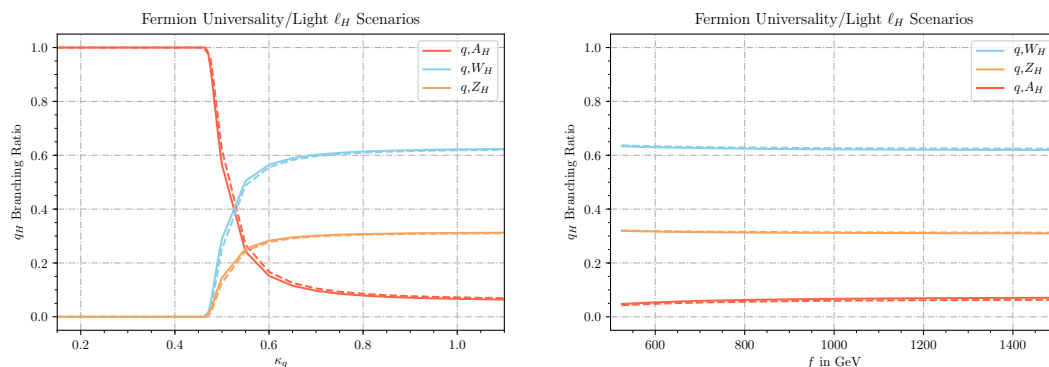 Fermion Universality/Light ℓ_H Scenarios
1.0
0.8
0.6
0.4
0.2
0.0
q_H Branching Ratio
q,A_H
q,W_H
q,Z_H
0.2 0.4 0.6 0.8 1.0
κ_q
Fermion Universality/Light ℓ_H Scenarios
1.0
0.8
0.6
0.4
0.2
0.0
q_H Branching Ratio
q,W_H
q,Z_H
q,A_H
600 800 1000 1200 1400
f in GeV